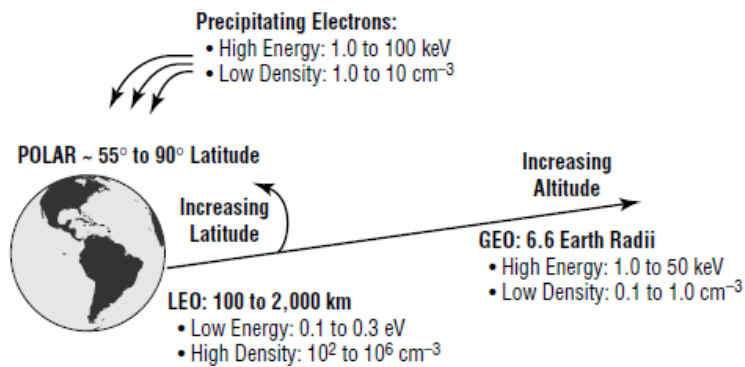 Precipitating Electrons:
• High Energy: 1.0 to 100 keV
• Low Density: 1.0 to 10 cm⁻³
POLAR ~ 55° to 90° Latitude
Increasing
Latitude
Increasing
Altitude
GEO: 6.6 Earth Radii
• High Energy: 1.0 to 50 keV
• Low Density: 0.1 to 1.0 cm⁻³
LEO: 100 to 2,000 km
• Low Energy: 0.1 to 0.3 eV
• High Density: 10² to 10⁶ cm⁻³